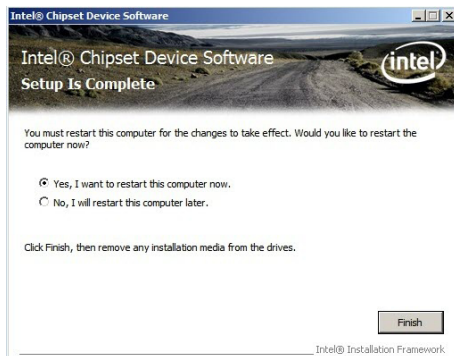 Intel® Chipset Device Software
Intel® Chipset Device Software
intel
Setup Is Complete
You must restart this computer for the changes to take effect. Would you like to restart the
computer now?
Yes, I want to restart this computer now.
No, I will restart this computer later.
Click Finish, then remove any installation media from the drives.
Finish
Intel® Installation Framework